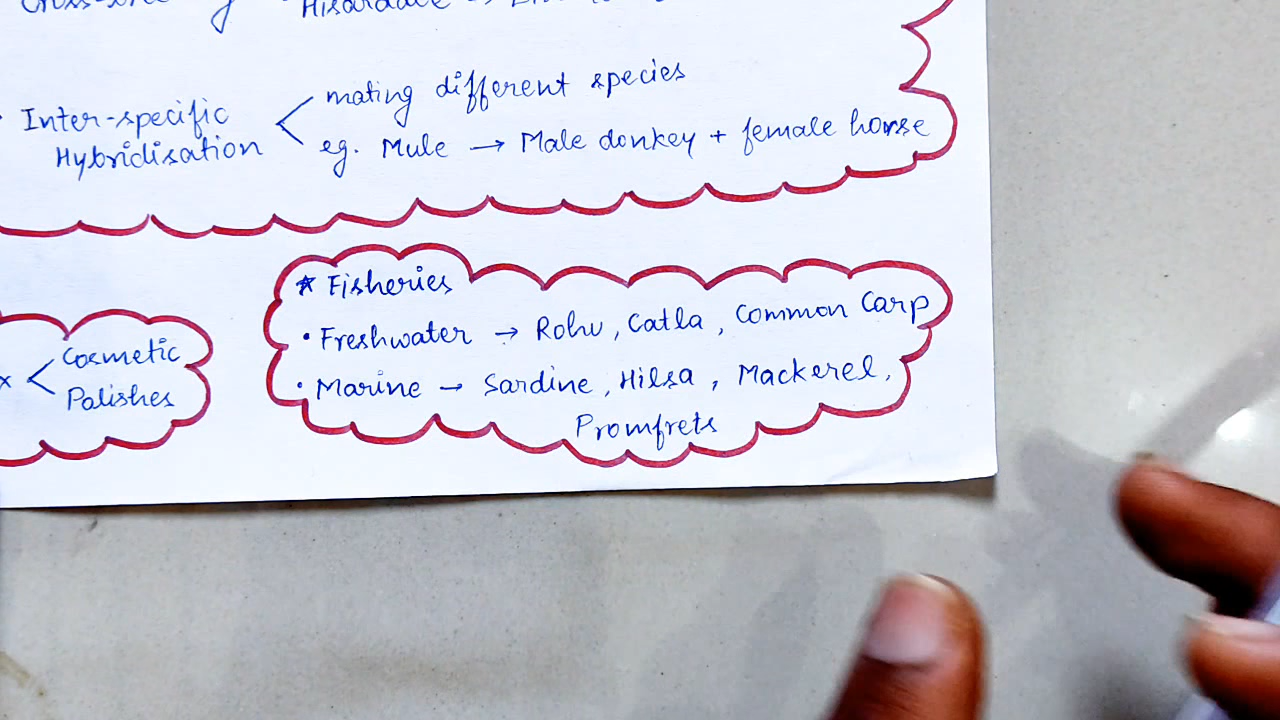 Hisardale →
Inter-specific Hybridisation < mating different species
eg. Mule → Male donkey + female horse
* Fisheries
• Freshwater → Rohu, Catla, Common Carp
• Marine → Sardine, Hilsa, Mackerel,
Promfrets
x < Cosmetic
Polishes